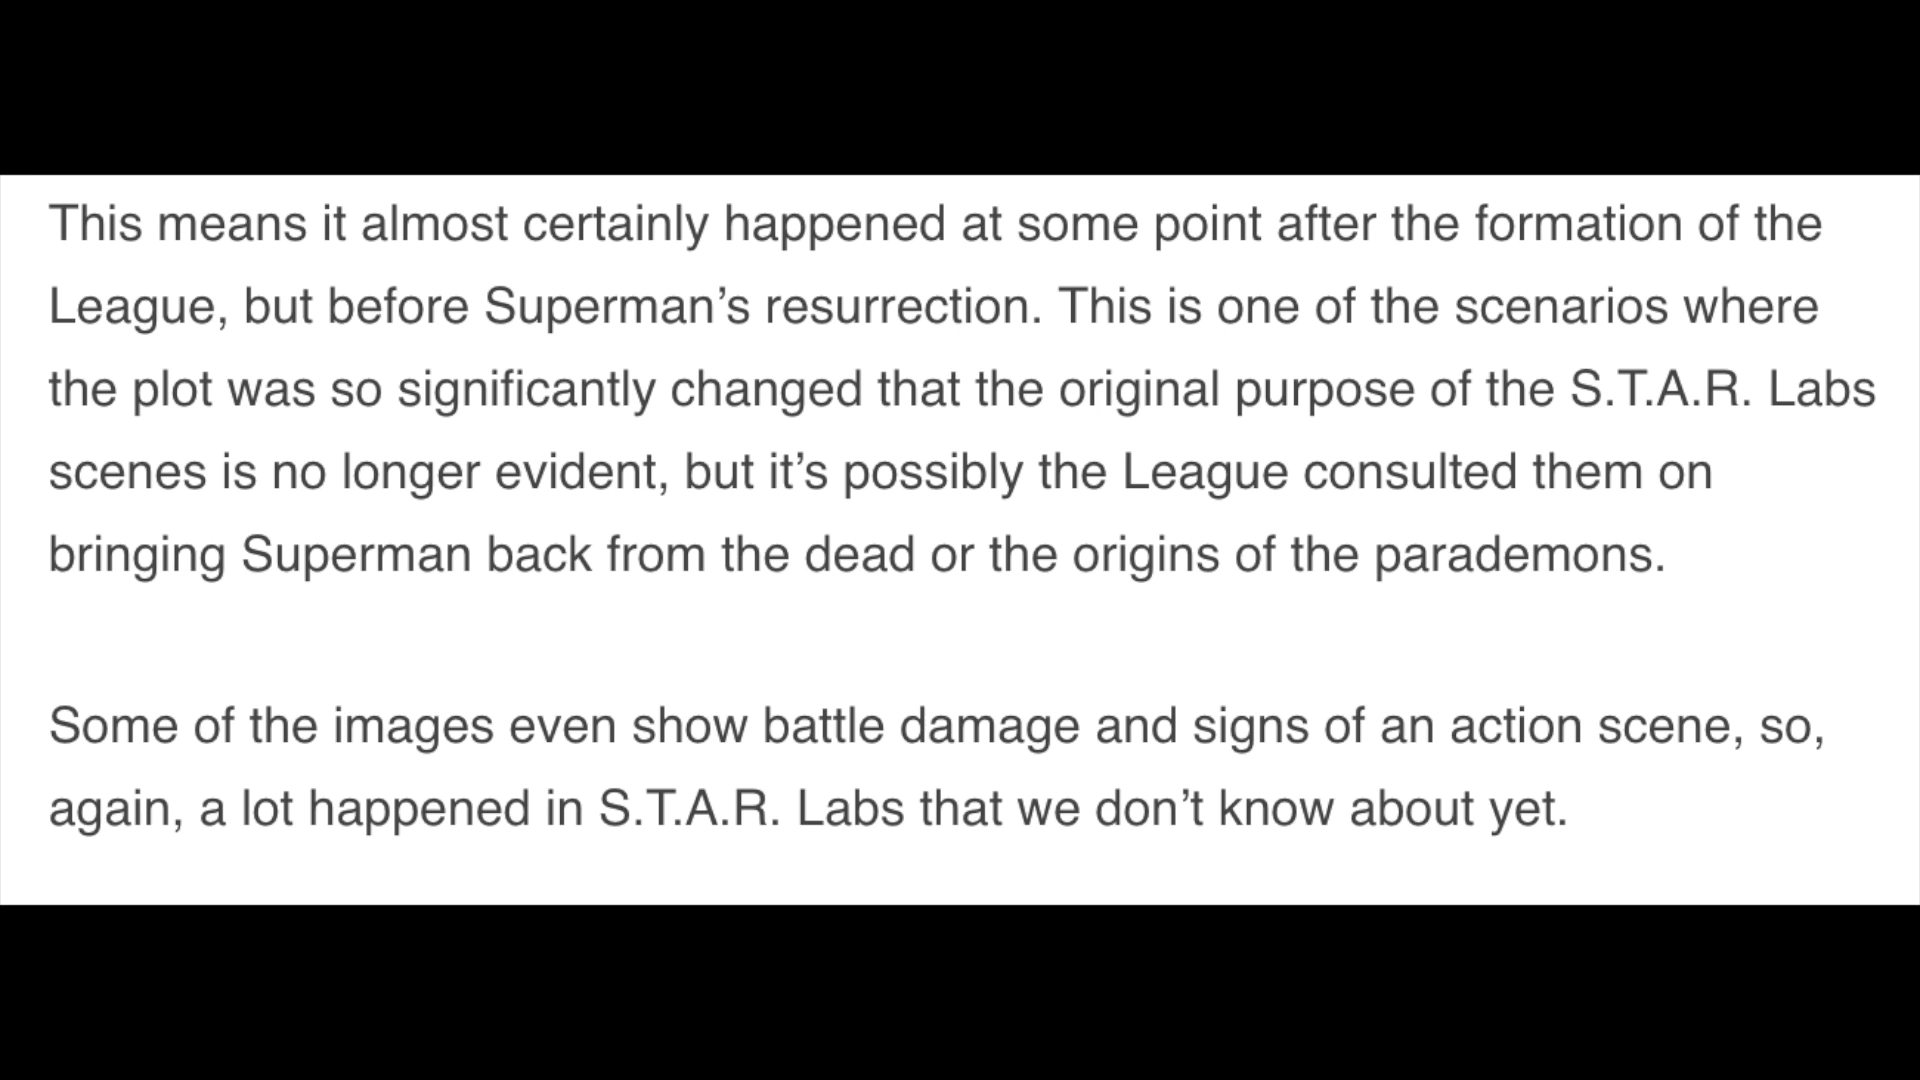 This means it almost certainly happened at some point after the formation of the
League, but before Superman’s resurrection. This is one of the scenarios where
the plot was so significantly changed that the original purpose of the S.T.A.R. Labs
scenes is no longer evident, but it’s possibly the League consulted them on
bringing Superman back from the dead or the origins of the parademons.
Some of the images even show battle damage and signs of an action scene, so,
again, a lot happened in S.T.A.R. Labs that we don’t know about yet.